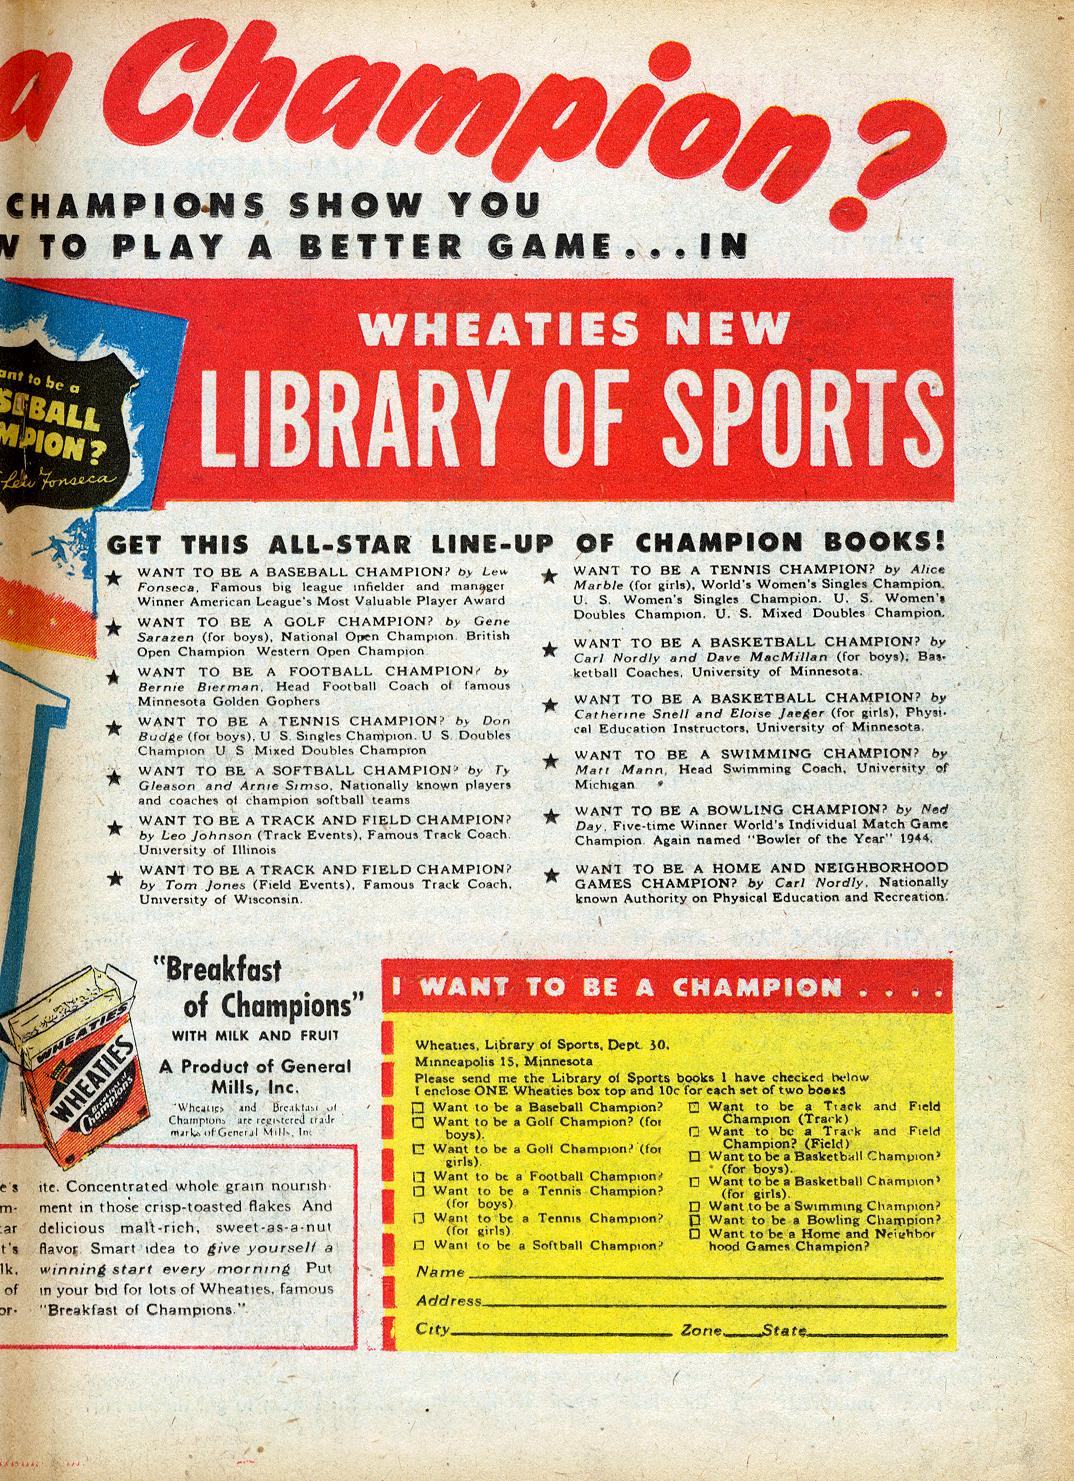 a Champion?
CHAMPIONS SHOW YOU
W TO PLAY A BETTER GAME...IN
WHEATIES NEW
LIBRARY OF SPORTS
ant to be a
BALL
MPION?
Lew Fonseca
GET THIS ALL-STAR LINE-UP OF CHAMPION BOOKS!
★ WANT TO BE A BASEBALL CHAMPION? by Lew
Fonseca, Famous big league infielder and manager
Winner American League's Most Valuable Player Award
★ WANT TO BE A GOLF CHAMPION? by Gene
Sarazen (for boys), National Open Champion British
Open Champion Western Open Champion
★ WANT TO BE A FOOTBALL CHAMPION? by
Bernie Bierman, Head Football Coach of famous
Minnesota Golden Gophers
★ WANT TO BE A TENNIS CHAMPION? by Don
Budge (for boys), U S. Singles Champion. U S. Doubles
Champion U S Mixed Doubles Champion
★ WANT TO BE A SOFTBALL CHAMPION? by Ty
Gleason and Arnie Simso, Nationally known players
and coaches of champion softball teams
★ WANT TO BE A TRACK AND FIELD CHAMPION?
by Leo Johnson (Track Events), Famous Track Coach.
University of Illinois
★ WANT TO BE A TRACK AND FIELD CHAMPION?
by Tom Jones (Field Events), Famous Track Coach,
University of Wisconsin.
★ WANT TO BE A TENNIS CHAMPION? by Alice
Marble (for girls), World's Women's Singles Champion.
U. S. Women's Singles Champion. U. S. Women's
Doubles Champion. U. S. Mixed Doubles Champion.
★ WANT TO BE A BASKETBALL CHAMPION? by
Carl Nordly and Dave MacMillan (for boys), Bas-
ketball Coaches, University of Minnesota.
★ WANT TO BE A BASKETBALL CHAMPION? by
Catherine Snell and Eloise Jaeger (for girls), Physi-
cal Education Instructors, University of Minnesota.
★ WANT TO BE A SWIMMING CHAMPION? by
Matt Mann, Head Swimming Coach, University of
Michigan
★ WANT TO BE A BOWLING CHAMPION? by Ned
Day, Five-time Winner World's Individual Match Game
Champion. Again named "Bowler of the Year" 1944.
★ WANT TO BE A HOME AND NEIGHBORHOOD
GAMES CHAMPION? by Carl Nordly, Nationally
known Authority on Physical Education and Recreation.
WHEATIES
WHEATIES
Breakfast of
Champions
"Breakfast
of Champions"
WITH MILK AND FRUIT
A Product of General
Mills, Inc.
"Wheaties and Breakfast of
Champions are registered trade
marks of General Mills, Inc
e's ite. Concentrated whole grain nourish-
m- ment in those crisp-toasted flakes And
tar delicious malt-rich, sweet-as-a-nut
t's flavor. Smart idea to give yourself a
lk, winning start every morning Put
of in your bid for lots of Wheaties, famous
or- "Breakfast of Champions."
I WANT TO BE A CHAMPION . . . .
Wheaties, Library of Sports, Dept. 30,
Minneapolis 15, Minnesota
Please send me the Library of Sports books I have checked below
I enclose ONE Wheaties box top and 10c for each set of two books
☐ Want to be a Baseball Champion?
☐ Want to be a Golf Champion? (for
boys).
☐ Want to be a Golf Champion? (for
girls)
☐ Want to be a Football Champion?
☐ Want to be a Tennis Champion?
(for boys)
☐ Want to be a Tennis Champion?
(for girls)
☐ Want to be a Softball Champion?
☐ Want to be a Track and Field
Champion (Track)
☐ Want to be a Track and Field
Champion? (Field)
☐ Want to be a Basketball Champion?
(for boys).
☐ Want to be a Basketball Champion?
(for girls).
☐ Want to be a Swimming Champion?
☐ Want to be a Bowling Champion?
☐ Want to be a Home and Neighbor
hood Games Champion?
Name
Address
City Zone State